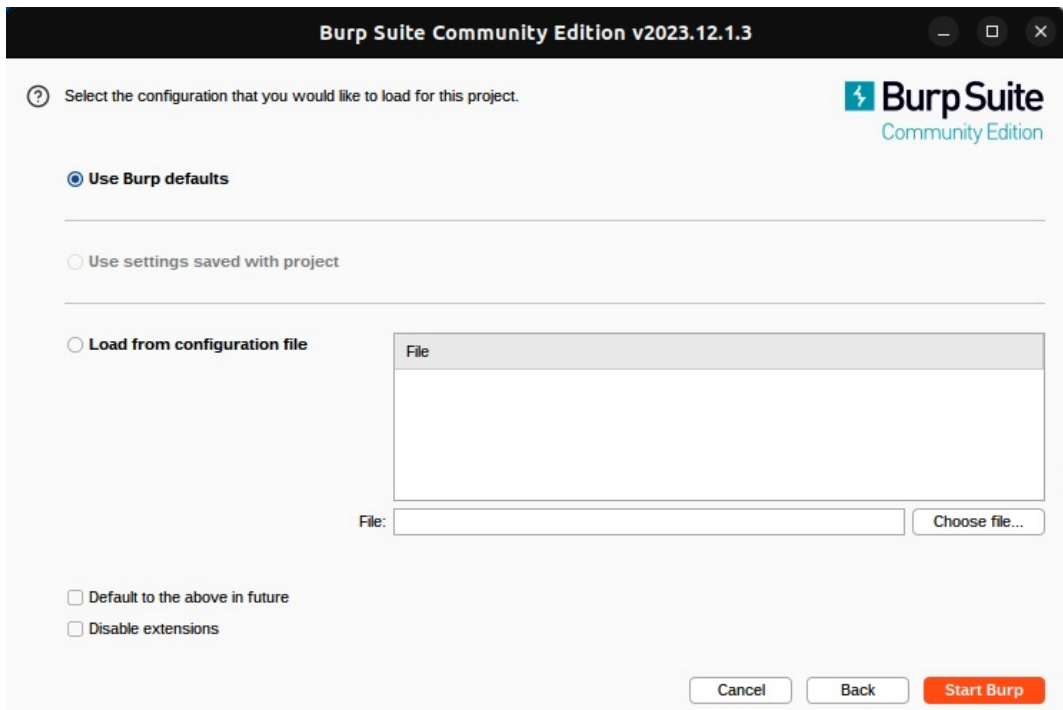 Burp Suite Community Edition v2023.12.1.3
Select the configuration that you would like to load for this project.
Burp Suite
Community Edition
Use Burp defaults
Use settings saved with project
Load from configuration file
File
File:
Choose file...
Default to the above in future
Disable extensions
Cancel
Back
Start Burp